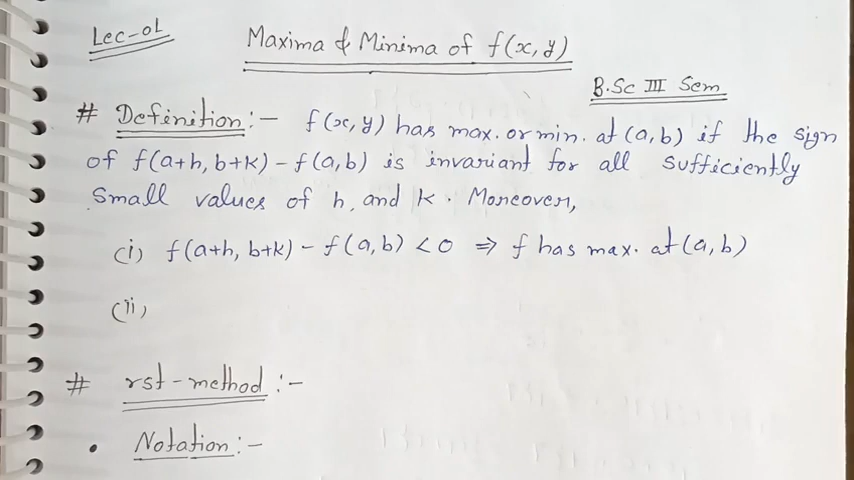 Lec-01
Maxima & Minima of f(x, y)
B.Sc III Sem
# Definition:- f(x, y) has max. or min. at (a, b) if the sign
of f(a+h, b+k) - f(a, b) is invariant for all sufficiently
small values of h, and k. Moreover,
(i) f(a+h, b+k) - f(a, b) < 0 ⇒ f has max. at (a, b)
(ii)
# rst-method:-
• Notation:-